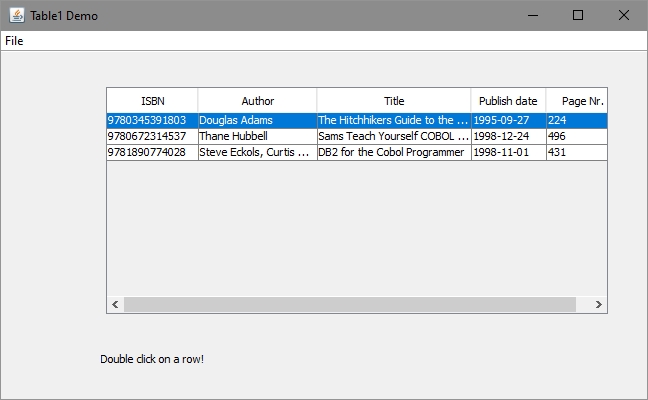 Table1 Demo
File
ISBN Author Title Publish date Page Nr.
9780345391803 Douglas Adams The Hitchhikers Guide to the ... 1995-09-27 224
9780672314537 Thane Hubbell Sams Teach Yourself COBOL ... 1998-12-24 496
9781890774028 Steve Eckols, Curtis ... DB2 for the Cobol Programmer 1998-11-01 431
Double click on a row!